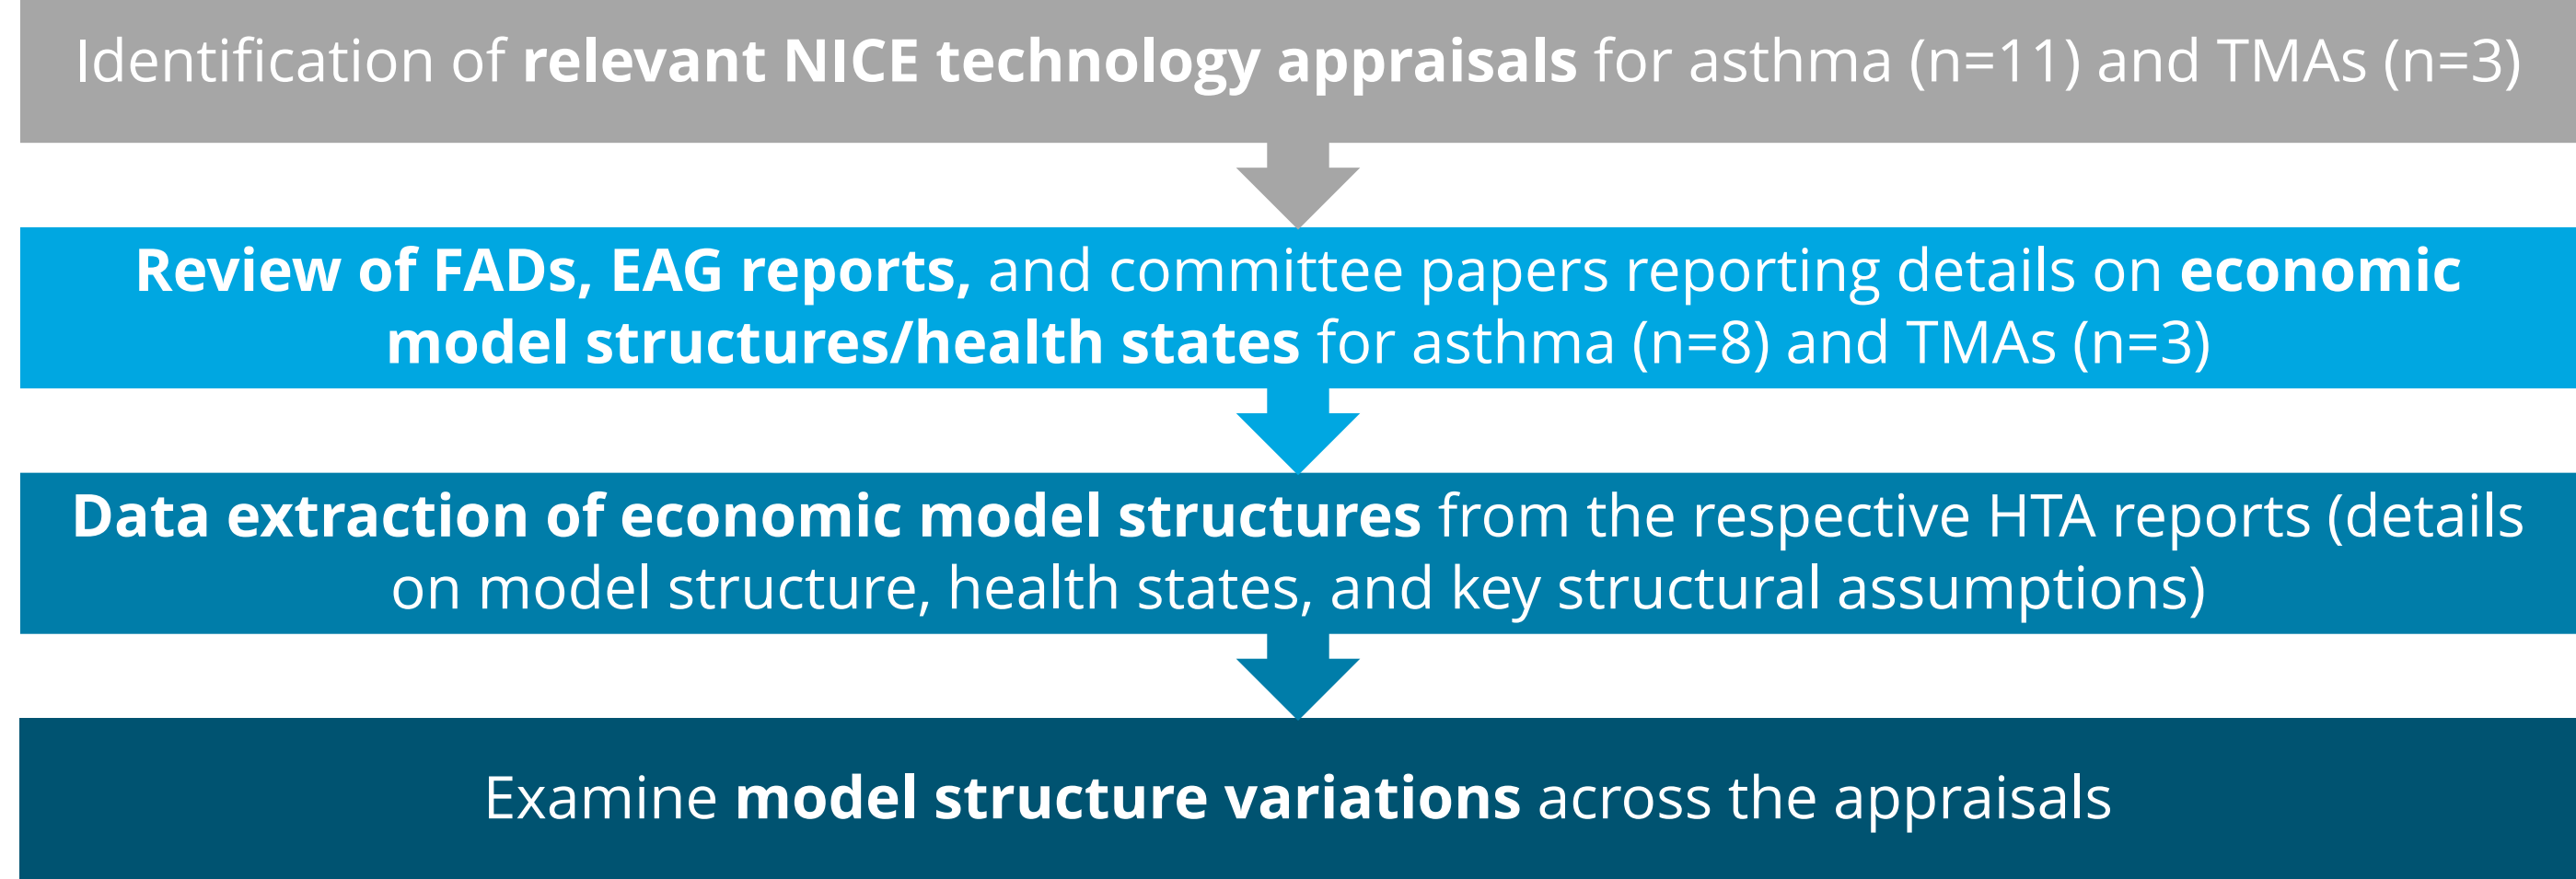 Identification of relevant NICE technology appraisals for asthma (n=11) and TMAs (n=3)
Review of FADs, EAG reports, and committee papers reporting details on economic
model structures/health states for asthma (n=8) and TMAs (n=3)
Data extraction of economic model structures from the respective HTA reports (details
on model structure, health states, and key structural assumptions)
Examine model structure variations across the appraisals